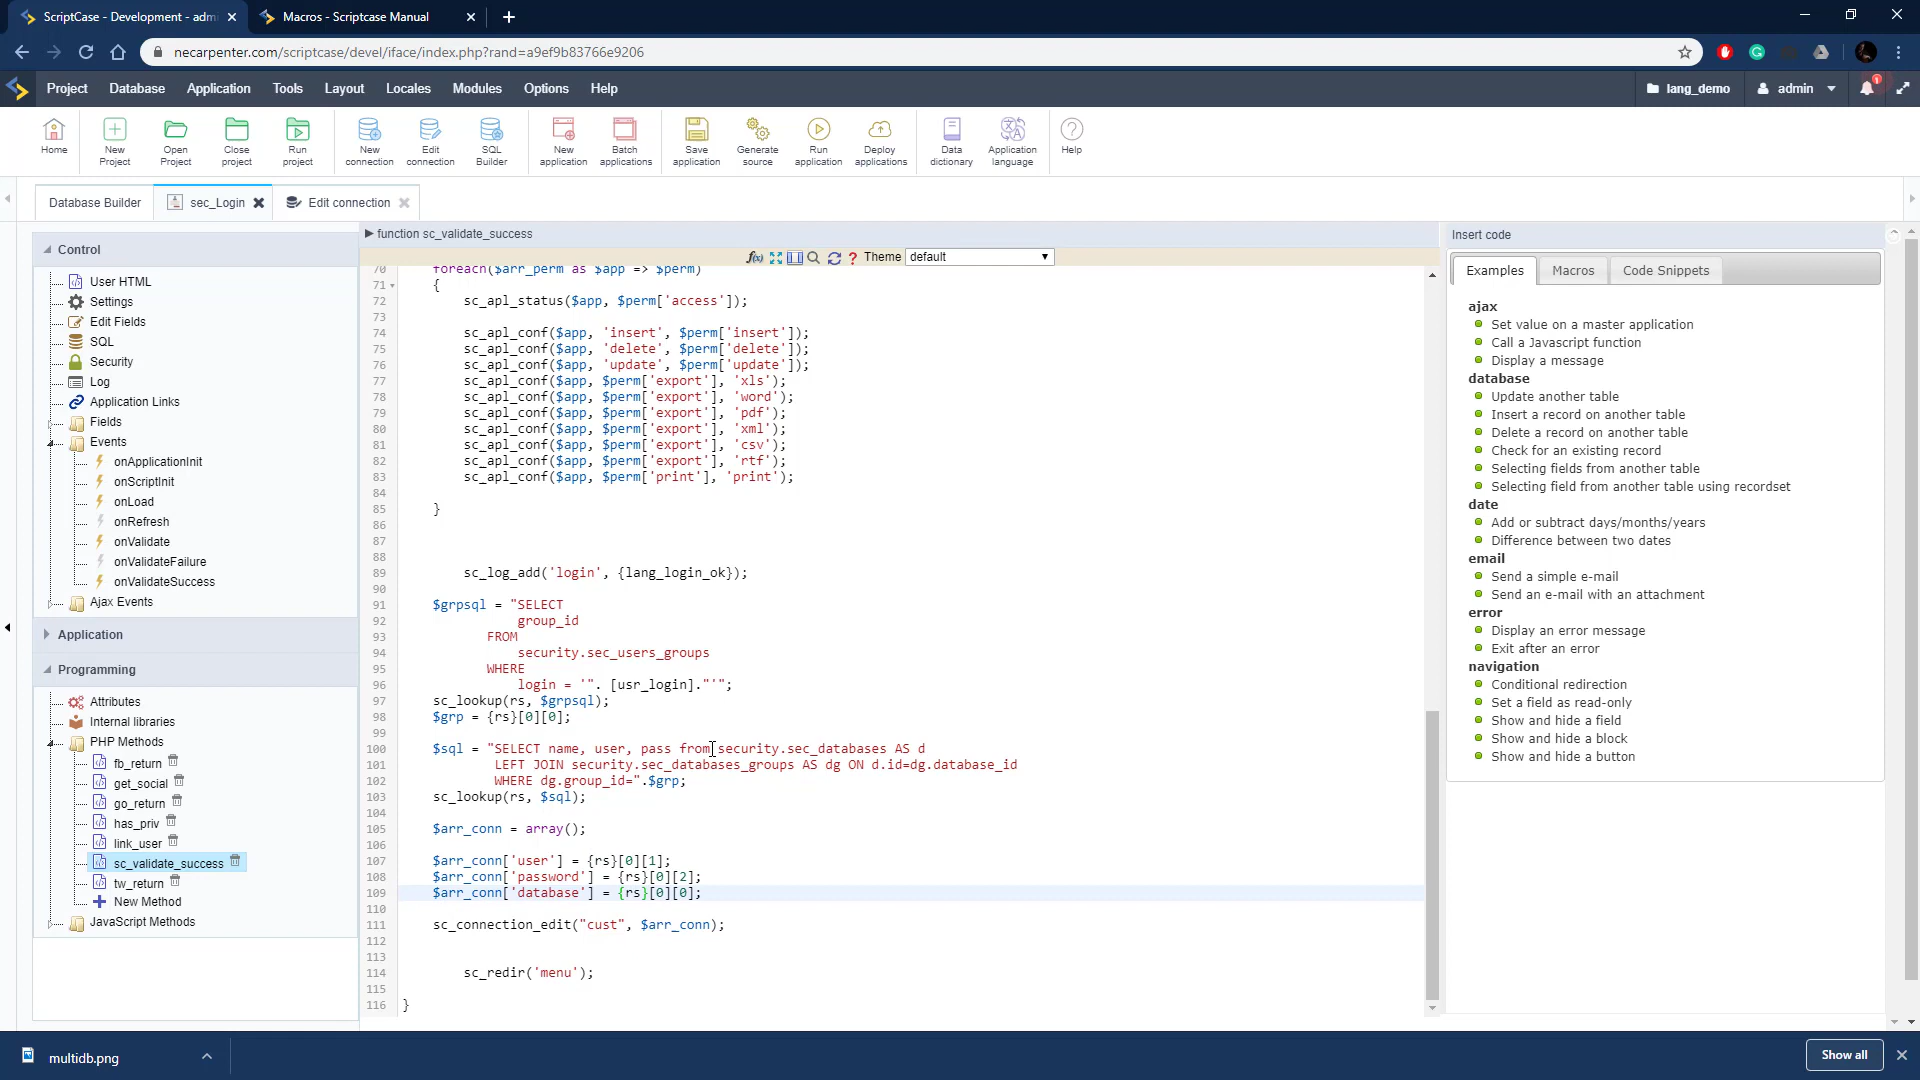 ScriptCase - Development - admi
Macros - Scriptcase Manual
necarpenter.com/scriptcase/devel/iface/index.php?rand=a9ef9b83766e9206
Project
Database
Application
Tools
Layout
Locales
Modules
Options
Help
lang_demo
admin
1
Home
New
Project
Open
Project
Close
project
Run
project
New
connection
Edit
connection
SQL
Builder
New
application
Batch
applications
Save
application
Generate
source
Run
application
Deploy
applications
Data
dictionary
Application
language
Help
Database Builder
sec_Login
Edit connection
Control
User HTML
Settings
Edit Fields
SQL
Security
Log
Application Links
Fields
Events
onApplicationInit
onScriptInit
onLoad
onRefresh
onValidate
onValidateFailure
onValidateSuccess
Ajax Events
Application
Programming
Attributes
Internal libraries
PHP Methods
fb_return
get_social
go_return
has_priv
link_user
sc_validate_success
tw_return
New Method
JavaScript Methods
function sc_validate_success
Theme default
70 foreach($arr_perm as $app => $perm)
71 {
72 sc_apl_status($app, $perm['access']);
73
74 sc_apl_conf($app, 'insert', $perm['insert']);
75 sc_apl_conf($app, 'delete', $perm['delete']);
76 sc_apl_conf($app, 'update', $perm['update']);
77 sc_apl_conf($app, $perm['export'], 'xls');
78 sc_apl_conf($app, $perm['export'], 'word');
79 sc_apl_conf($app, $perm['export'], 'pdf');
80 sc_apl_conf($app, $perm['export'], 'xml');
81 sc_apl_conf($app, $perm['export'], 'csv');
82 sc_apl_conf($app, $perm['export'], 'rtf');
83 sc_apl_conf($app, $perm['print'], 'print');
84
85 }
86
87
88
89 sc_log_add('login', {lang_login_ok});
90
91 $grpsql = "SELECT
92 group_id
93 FROM
94 security.sec_users_groups
95 WHERE
96 login = '". [usr_login]."'";
97 sc_lookup(rs, $grpsql);
98 $grp = {rs}[0][0];
99
100 $sql = "SELECT name, user, pass from security.sec_databases AS d
101 LEFT JOIN security.sec_databases_groups AS dg ON d.id=dg.database_id
102 WHERE dg.group_id=".$grp;
103 sc_lookup(rs, $sql);
104
105 $arr_conn = array();
106
107 $arr_conn['user'] = {rs}[0][1];
108 $arr_conn['password'] = {rs}[0][2];
109 $arr_conn['database'] = {rs}[0][0];
110
111 sc_connection_edit("cust", $arr_conn);
112
113
114 sc_redir('menu');
115
116 }
Insert code
Examples
Macros
Code Snippets
ajax
Set value on a master application
Call a Javascript function
Display a message
database
Update another table
Insert a record on another table
Delete a record on another table
Check for an existing record
Selecting fields from another table
Selecting field from another table using recordset
date
Add or subtract days/months/years
Difference between two dates
email
Send a simple e-mail
Send an e-mail with an attachment
error
Display an error message
Exit after an error
navigation
Conditional redirection
Set a field as read-only
Show and hide a field
Show and hide a block
Show and hide a button
multidb.png
Show all